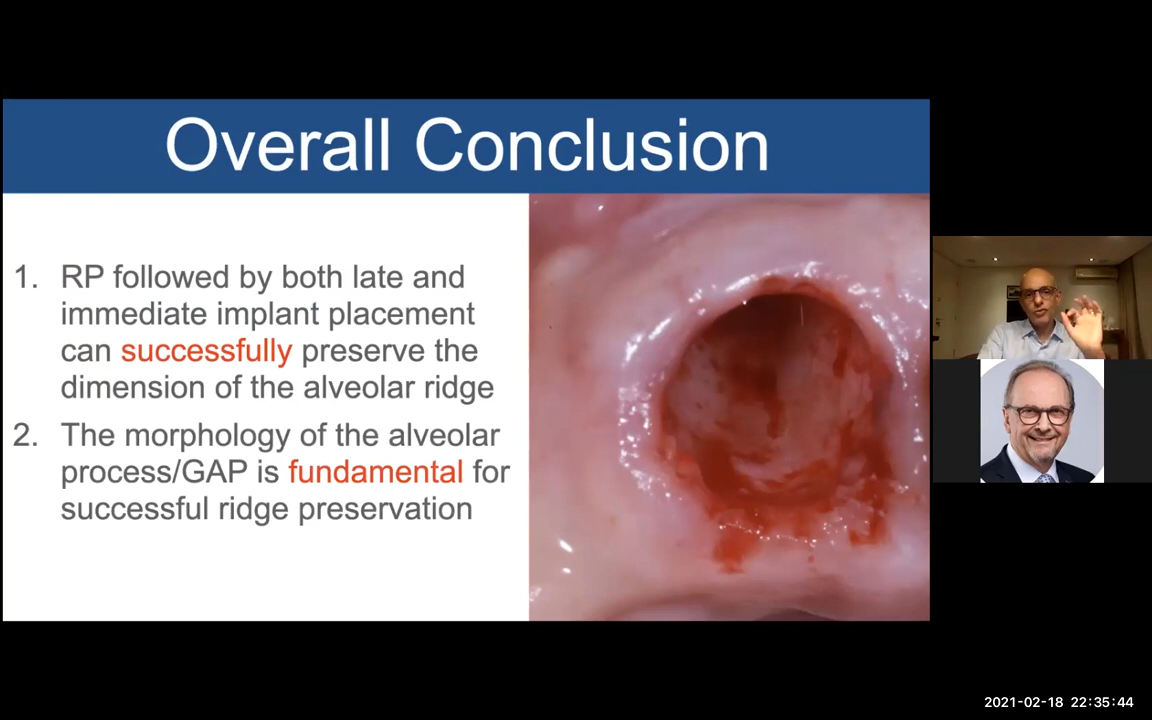 Overall Conclusion
1. RP followed by both late and
immediate implant placement
can successfully preserve the
dimension of the alveolar ridge
2. The morphology of the alveolar
process/GAP is fundamental for
successful ridge preservation
2021-02-18 22:35:44